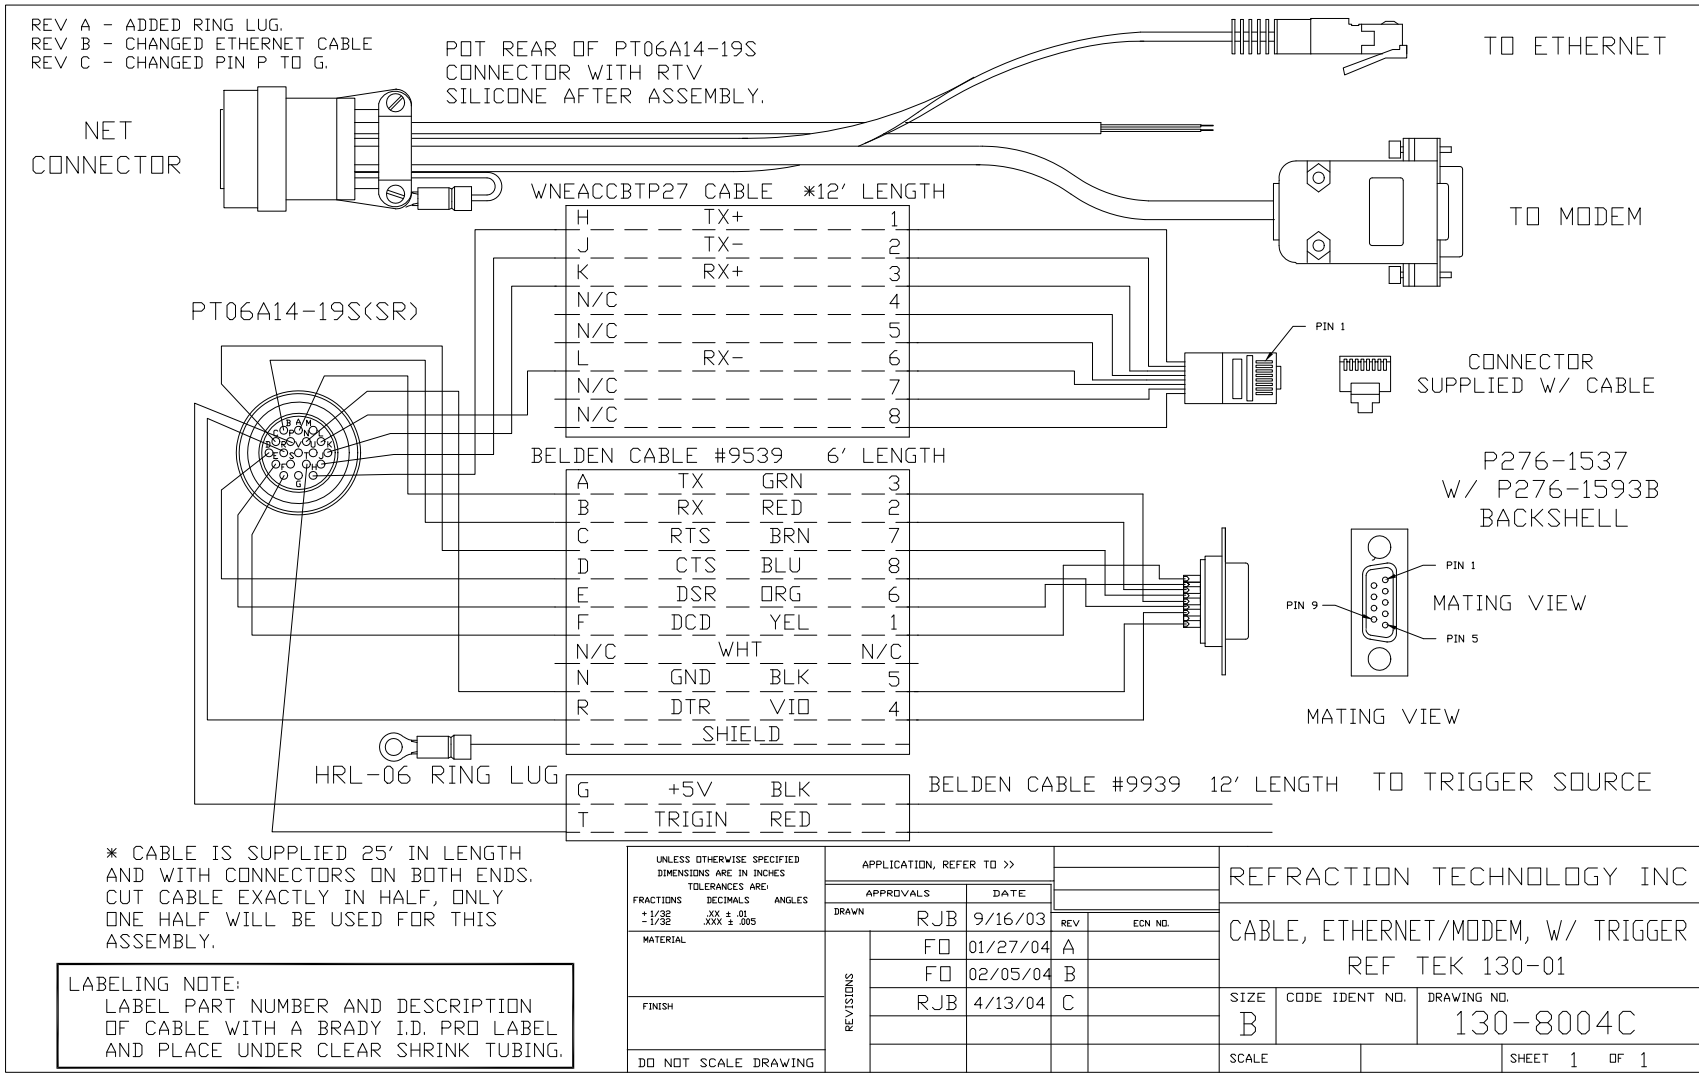 REV A - ADDED RING LUG.
REV B - CHANGED ETHERNET CABLE
REV C - CHANGED PIN P TO G.
POT REAR OF PT06A14-19S
CONNECTOR WITH RTV
SILICONE AFTER ASSEMBLY.
TO ETHERNET
NET
CONNECTOR
TO MODEM
WNEACCBTP27 CABLE *12' LENGTH
H TX+ 1
J TX- 2
K RX+ 3
N/C 4
N/C 5
L RX- 6
N/C 7
N/C 8
PT06A14-19S(SR)
B A M
C P N L
D R V U K
E S T J
F H
G
PIN 1
CONNECTOR
SUPPLIED W/ CABLE
BELDEN CABLE #9539 6' LENGTH
A TX GRN 3
B RX RED 2
C RTS BRN 7
D CTS BLU 8
E DSR ORG 6
F DCD YEL 1
N/C WHT N/C
N GND BLK 5
R DTR VIO 4
SHIELD
P276-1537
W/ P276-1593B
BACKSHELL
PIN 1
PIN 9
MATING VIEW
PIN 5
MATING VIEW
HRL-06 RING LUG
G +5V BLK
T TRIGIN RED
BELDEN CABLE #9939 12' LENGTH TO TRIGGER SOURCE
* CABLE IS SUPPLIED 25' IN LENGTH
AND WITH CONNECTORS ON BOTH ENDS.
CUT CABLE EXACTLY IN HALF, ONLY
ONE HALF WILL BE USED FOR THIS
ASSEMBLY.
LABELING NOTE:
LABEL PART NUMBER AND DESCRIPTION
OF CABLE WITH A BRADY I.D. PRO LABEL
AND PLACE UNDER CLEAR SHRINK TUBING.
UNLESS OTHERWISE SPECIFIED
DIMENSIONS ARE IN INCHES
TOLERANCES ARE:
FRACTIONS DECIMALS ANGLES
+ 1/32 .XX ± .01
- 1/32 .XXX ± .005
MATERIAL
FINISH
DO NOT SCALE DRAWING
APPLICATION, REFER TO >>
APPROVALS DATE
DRAWN RJB 9/16/03 REV ECN NO.
REVISIONS
FO 01/27/04 A
FO 02/05/04 B
RJB 4/13/04 C
REFRACTION TECHNOLOGY INC
CABLE, ETHERNET/MODEM, W/ TRIGGER
REF TEK 130-01
SIZE CODE IDENT NO. DRAWING NO.
B 130-8004C
SCALE SHEET 1 OF 1